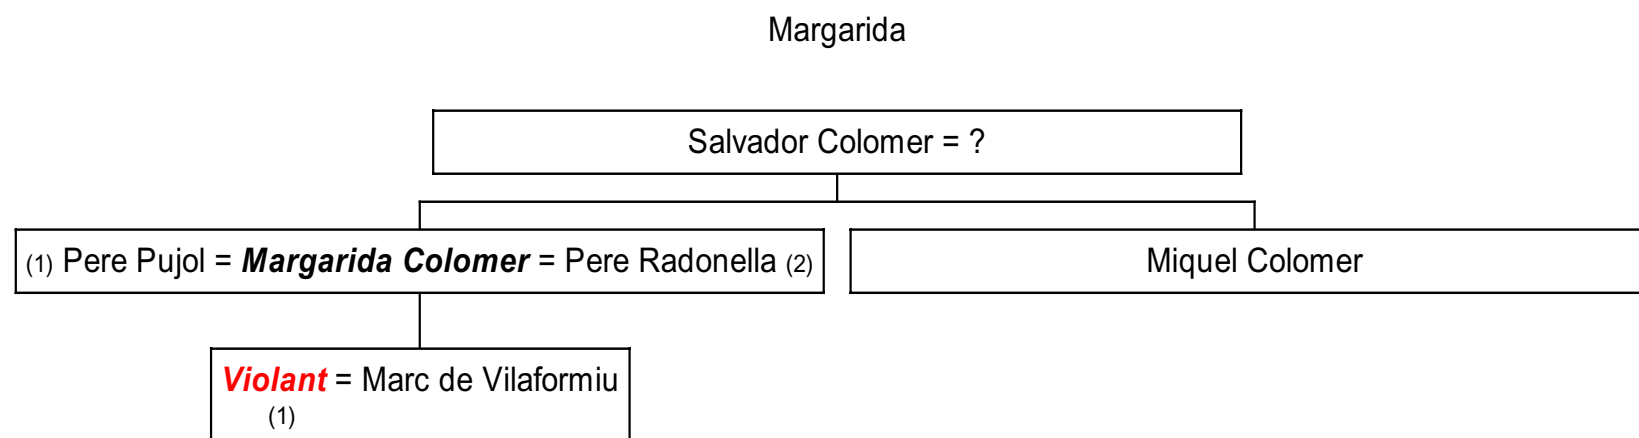 Margarida
Salvador Colomer = ?
(1) Pere Pujol = Margarida Colomer = Pere Radonella (2)
Miquel Colomer
Violant = Marc de Vilaformiu
(1)